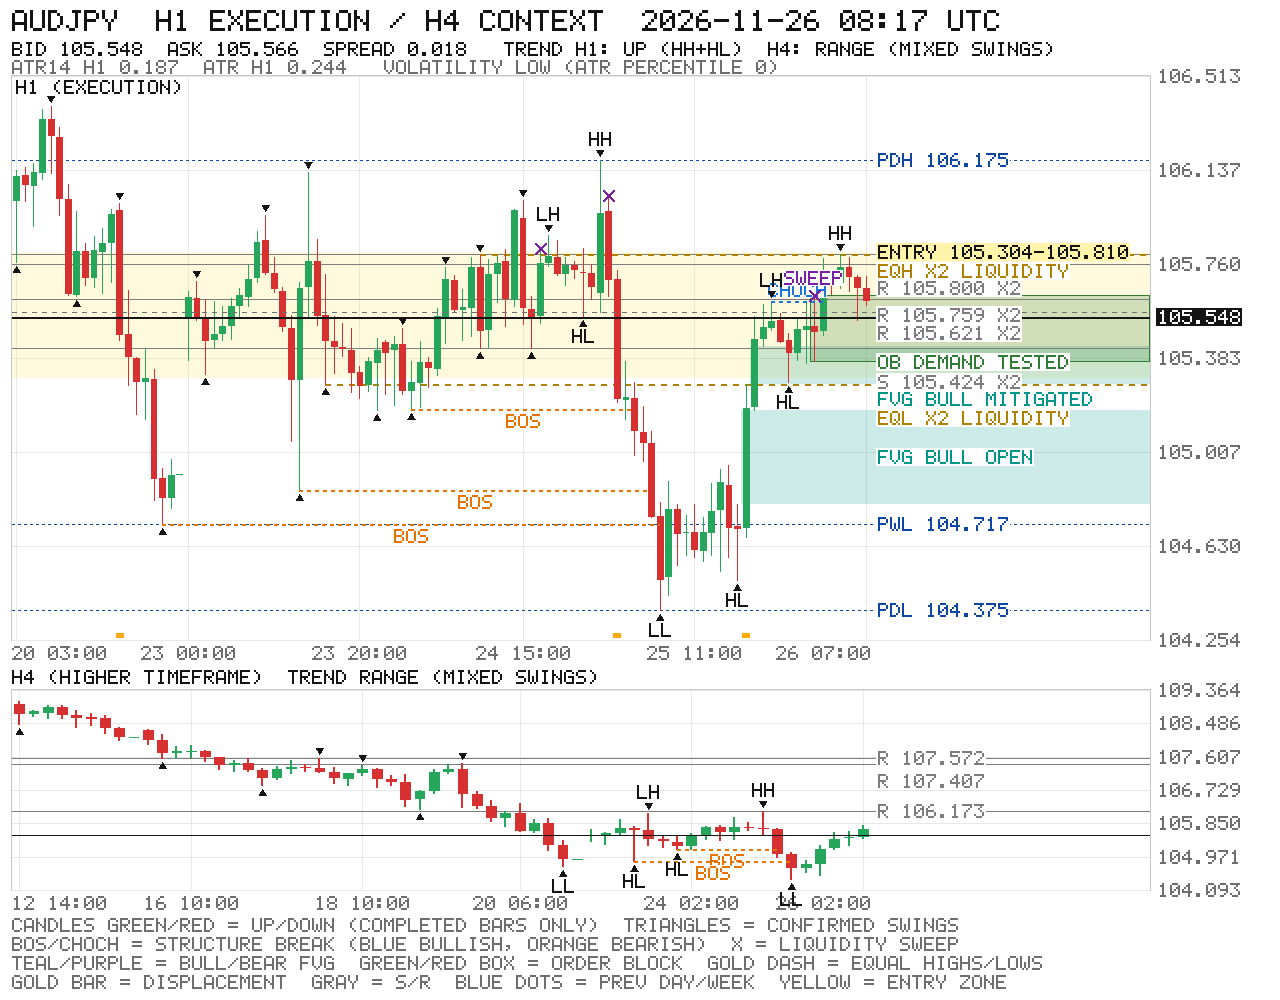 AUDJPY  H1 EXECUTION / H4 CONTEXT  2026-11-26 08:17 UTC
BID 105.548  ASK 105.566  SPREAD 0.018  TREND H1: UP (HH+HL)  H4: RANGE (MIXED SWINGS)
ATR14 H1 0.187  ATR H1 0.244  VOLATILITY LOW (ATR PERCENTILE 0)
H1 (EXECUTION)
106.513
HH
PDH 106.175
106.137
LH
HH
ENTRY 105.304-105.810
105.760
EQH X2 LIQUIDITY
LH
SWEEP
CHOCH
R 105.800 X2
R 105.759 X2
105.548
HL
R 105.621 X2
OB DEMAND TESTED
105.383
S 105.424 X2
HL
FVG BULL MITIGATED
BOS
EQL X2 LIQUIDITY
105.007
FVG BULL OPEN
BOS
PWL 104.717
BOS
104.630
HL
PDL 104.375
LL
104.254
20 03:00  23 00:00  23 20:00  24 15:00  25 11:00  26 07:00
H4 (HIGHER TIMEFRAME)  TREND RANGE (MIXED SWINGS)
109.364
108.486
R 107.572
107.607
R 107.407
LH
HH
106.729
R 106.173
105.850
BOS
104.971
HL
HL
BOS
LL
104.093
LL
12 14:00  16 10:00  18 10:00  20 06:00  24 02:00  26 02:00
CANDLES GREEN/RED = UP/DOWN (COMPLETED BARS ONLY)  TRIANGLES = CONFIRMED SWINGS
BOS/CHOCH = STRUCTURE BREAK (BLUE BULLISH, ORANGE BEARISH)  X = LIQUIDITY SWEEP
TEAL/PURPLE = BULL/BEAR FVG  GREEN/RED BOX = ORDER BLOCK  GOLD DASH = EQUAL HIGHS/LOWS
GOLD BAR = DISPLACEMENT  GRAY = S/R  BLUE DOTS = PREV DAY/WEEK  YELLOW = ENTRY ZONE